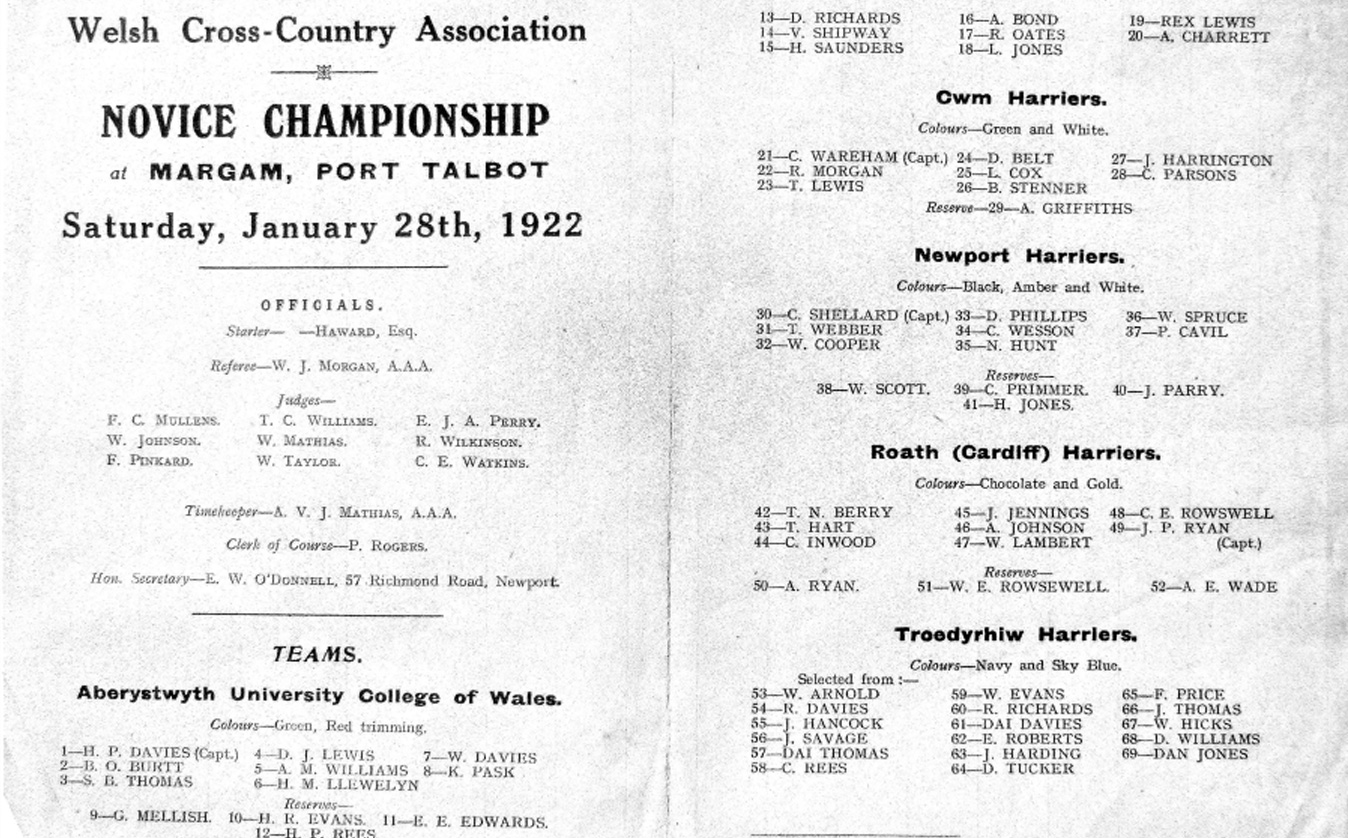 Welsh Cross-Country Association
NOVICE CHAMPIONSHIP
at MARGAM, PORT TALBOT
Saturday, January 28th, 1922
OFFICIALS.
Starter— —HAWARD, Esq.
Referee—W. J. MORGAN, A.A.A.
Judges—
F. C. MULLENS. T. C. WILLIAMS. E. J. A. PERRY.
W. JOHNSON. W. MATHIAS. R. WILKINSON.
F. PINKARD. W. TAYLOR. C. E. WATKINS.
Timekeeper—A. V. J. MATHIAS, A.A.A.
Clerk of Course—P. ROGERS.
Hon. Secretary—E. W. O'DONNELL, 57 Richmond Road, Newport.
TEAMS.
Aberystwyth University College of Wales.
Colours—Green, Red trimming.
1—H. P. DAVIES (Capt.) 4—D. J. LEWIS 7—W. DAVIES
2—B. O. BURTT 5—A. M. WILLIAMS 8—K. PASK
3—S. B. THOMAS 6—H. M. LLEWELYN
Reserves—
9—G. MELLISH. 10—H. R. EVANS. 11—E. E. EDWARDS.
12—H. P. REES
13—D. RICHARDS 16—A. BOND 19—REX LEWIS
14—V. SHIPWAY 17—R. OATES 20—A. CHARRETT
15—H. SAUNDERS 18—L. JONES
Cwm Harriers.
Colours—Green and White.
21—C. WAREHAM (Capt.) 24—D. BELT 27—J. HARRINGTON
22—R. MORGAN 25—L. COX 28—C. PARSONS
23—T. LEWIS 26—B. STENNER
Reserve—29—A. GRIFFITHS
Newport Harriers.
Colours—Black, Amber and White.
30—C. SHELLARD (Capt.) 33—D. PHILLIPS 36—W. SPRUCE
31—T. WEBBER 34—C. WESSON 37—P. CAVIL
32—W. COOPER 35—N. HUNT
Reserves—
38—W. SCOTT. 39—C. PRIMMER. 40—J. PARRY.
41—H. JONES.
Roath (Cardiff) Harriers.
Colours—Chocolate and Gold.
42—T. N. BERRY 45—J. JENNINGS 48—C. E. ROWSWELL
43—T. HART 46—A. JOHNSON 49—J. P. RYAN
44—C. INWOOD 47—W. LAMBERT (Capt.)
Reserves—
50—A. RYAN. 51—W. E. ROWSEWELL. 52—A. E. WADE
Troedyrhiw Harriers.
Colours—Navy and Sky Blue.
Selected from :—
53—W. ARNOLD 59—W. EVANS 65—F. PRICE
54—R. DAVIES 60—R. RICHARDS 66—J. THOMAS
55—J. HANCOCK 61—DAI DAVIES 67—W. HICKS
56—J. SAVAGE 62—E. ROBERTS 68—D. WILLIAMS
57—DAI THOMAS 63—J. HARDING 69—DAN JONES
58—C. REES 64—D. TUCKER